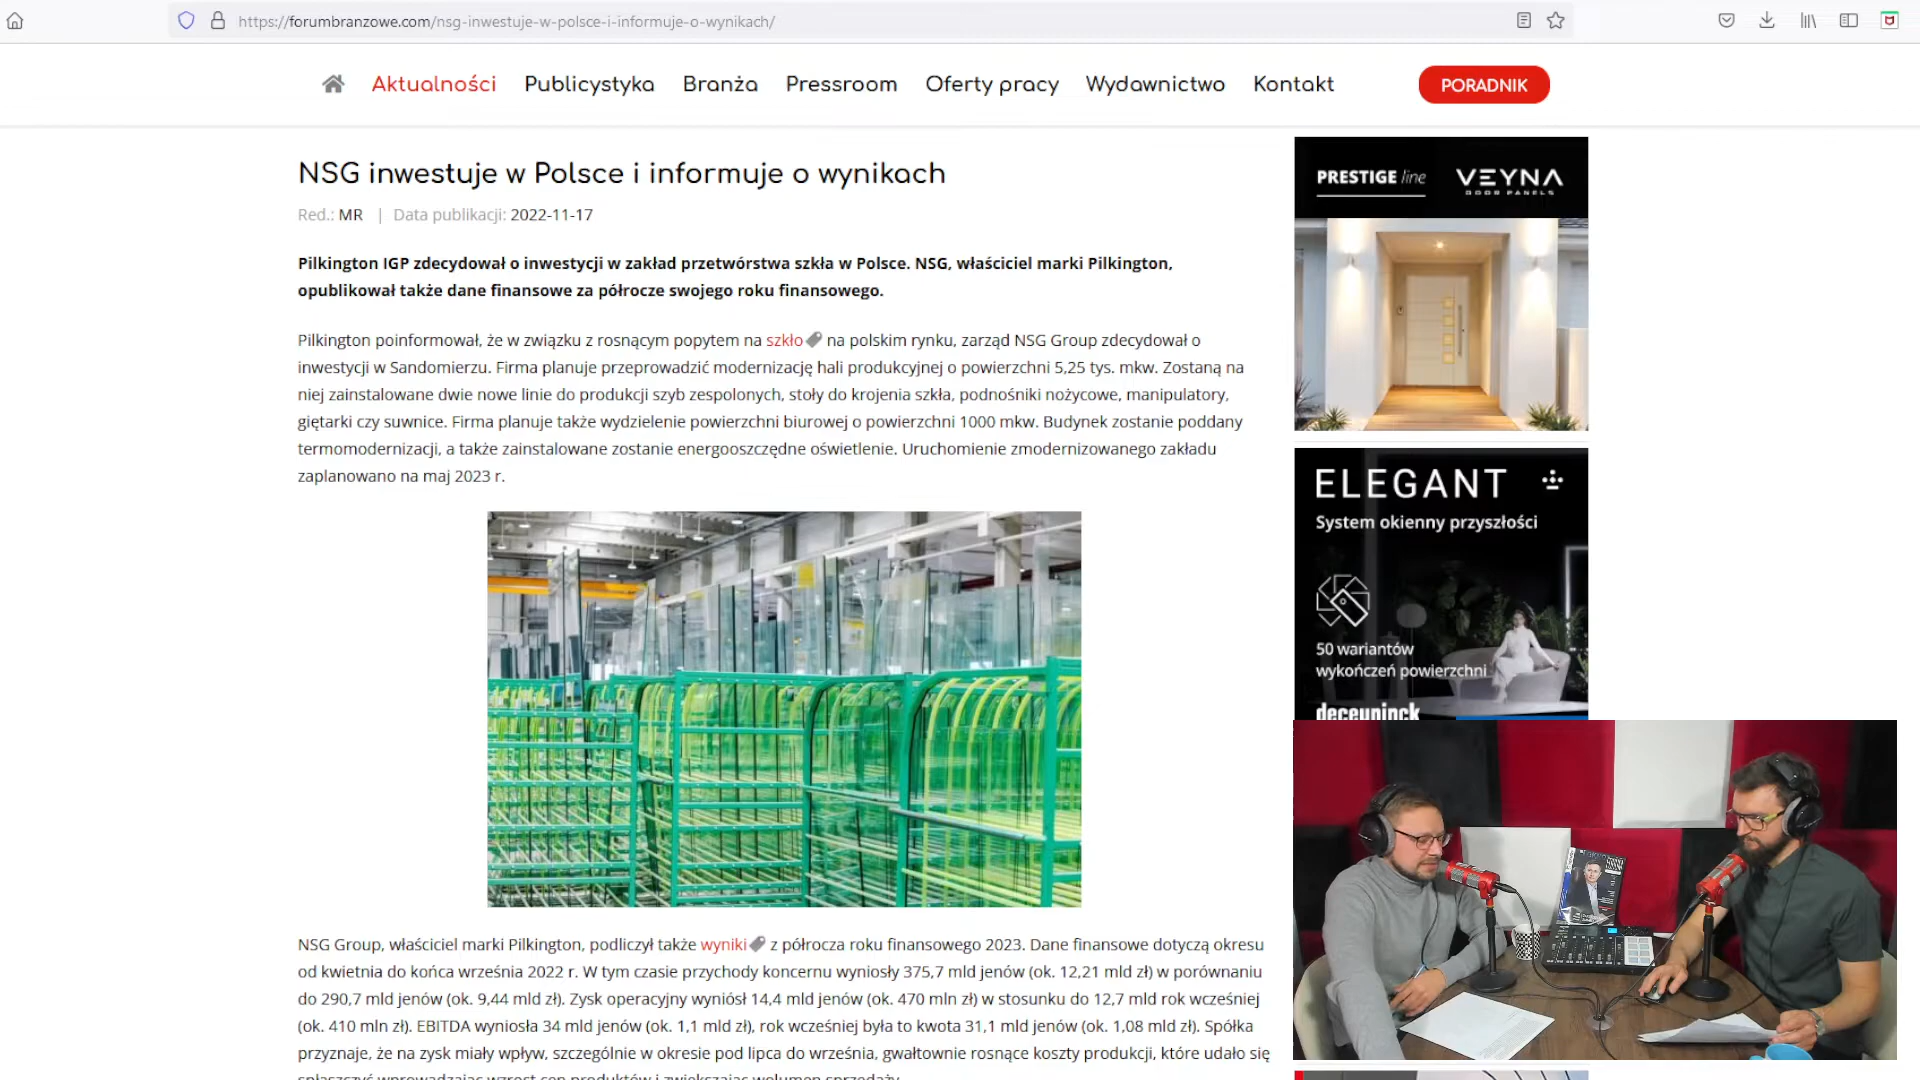 https://forumbranzowe.com/nsg-inwestuje-w-polsce-i-informuje-o-wynikach/
Aktualności Publicystyka Branża Pressroom Oferty pracy Wydawnictwo Kontakt PORADNIK
NSG inwestuje w Polsce i informuje o wynikach
Red.: MR | Data publikacji: 2022-11-17
Pilkington IGP zdecydował o inwestycji w zakład przetwórstwa szkła w Polsce. NSG, właściciel marki Pilkington,
opublikował także dane finansowe za półrocze swojego roku finansowego.
Pilkington poinformował, że w związku z rosnącym popytem na szkło na polskim rynku, zarząd NSG Group zdecydował o
inwestycji w Sandomierzu. Firma planuje przeprowadzić modernizację hali produkcyjnej o powierzchni 5,25 tys. mkw. Zostaną na
niej zainstalowane dwie nowe linie do produkcji szyb zespolonych, stoły do krojenia szkła, podnośniki nożycowe, manipulatory,
giętarki czy suwnice. Firma planuje także wydzielenie powierzchni biurowej o powierzchni 1000 mkw. Budynek zostanie poddany
termomodernizacji, a także zainstalowane zostanie energooszczędne oświetlenie. Uruchomienie zmodernizowanego zakładu
zaplanowano na maj 2023 r.
NSG Group, właściciel marki Pilkington, podliczył także wyniki z półrocza roku finansowego 2023. Dane finansowe dotyczą okresu
od kwietnia do końca września 2022 r. W tym czasie przychody koncernu wyniosły 375,7 mld jenów (ok. 12,21 mld zł) w porównaniu
do 290,7 mld jenów (ok. 9,44 mld zł). Zysk operacyjny wyniósł 14,4 mld jenów (ok. 470 mln zł) w stosunku do 12,7 mld rok wcześniej
(ok. 410 mln zł). EBITDA wyniosła 34 mld jenów (ok. 1,1 mld zł), rok wcześniej była to kwota 31,1 mld jenów (ok. 1,08 mld zł). Spółka
przyznaje, że na zysk miały wpływ, szczególnie w okresie pod lipca do września, gwałtownie rosnące koszty produkcji, które udało się
spłaszczyć wprowadzając wzrost cen produktów i zwiększając wolumen sprzedaży.
PRESTIGE line VEYNA
DOOR PANELS
ELEGANT
System okienny przyszłości
50 wariantów
wykończeń powierzchni
deceuninck